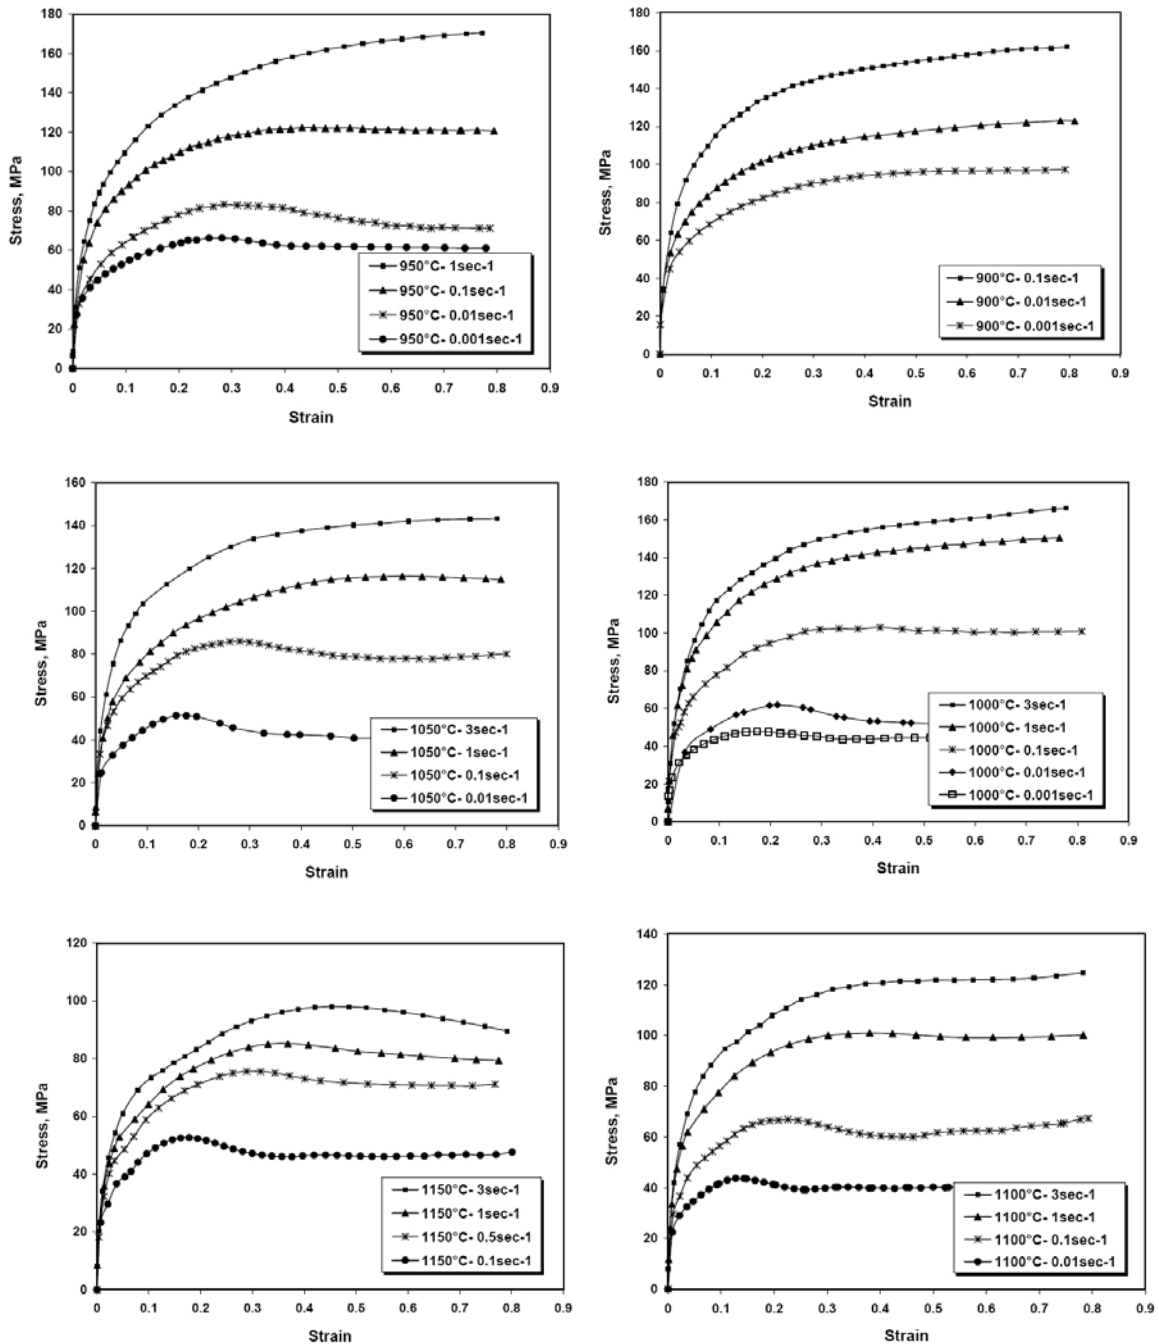 180
160
140
120
100
80
60
40
20
0
Stress, MPa
950°C- 1sec-1
950°C- 0.1sec-1
950°C- 0.01sec-1
950°C- 0.001sec-1
0 0.1 0.2 0.3 0.4 0.5 0.6 0.7 0.8 0.9
Strain
180
160
140
120
100
80
60
40
20
0
Stress, MPa
900°C- 0.1sec-1
900°C- 0.01sec-1
900°C- 0.001sec-1
0 0.1 0.2 0.3 0.4 0.5 0.6 0.7 0.8 0.9
Strain
160
140
120
100
80
60
40
20
0
Stress, MPa
1050°C- 3sec-1
1050°C- 1sec-1
1050°C- 0.1sec-1
1050°C- 0.01sec-1
0 0.1 0.2 0.3 0.4 0.5 0.6 0.7 0.8 0.9
Strain
180
160
140
120
100
80
60
40
20
0
Stress, MPa
1000°C- 3sec-1
1000°C- 1sec-1
1000°C- 0.1sec-1
1000°C- 0.01sec-1
1000°C- 0.001sec-1
0 0.1 0.2 0.3 0.4 0.5 0.6 0.7 0.8 0.9
Strain
120
100
80
60
40
20
0
Stress, MPa
1150°C- 3sec-1
1150°C- 1sec-1
1150°C- 0.5sec-1
1150°C- 0.1sec-1
0 0.1 0.2 0.3 0.4 0.5 0.6 0.7 0.8 0.9
Strain
140
120
100
80
60
40
20
0
Stress, MPa
1100°C- 3sec-1
1100°C- 1sec-1
1100°C- 0.1sec-1
1100°C- 0.01sec-1
0 0.1 0.2 0.3 0.4 0.5 0.6 0.7 0.8 0.9
Strain